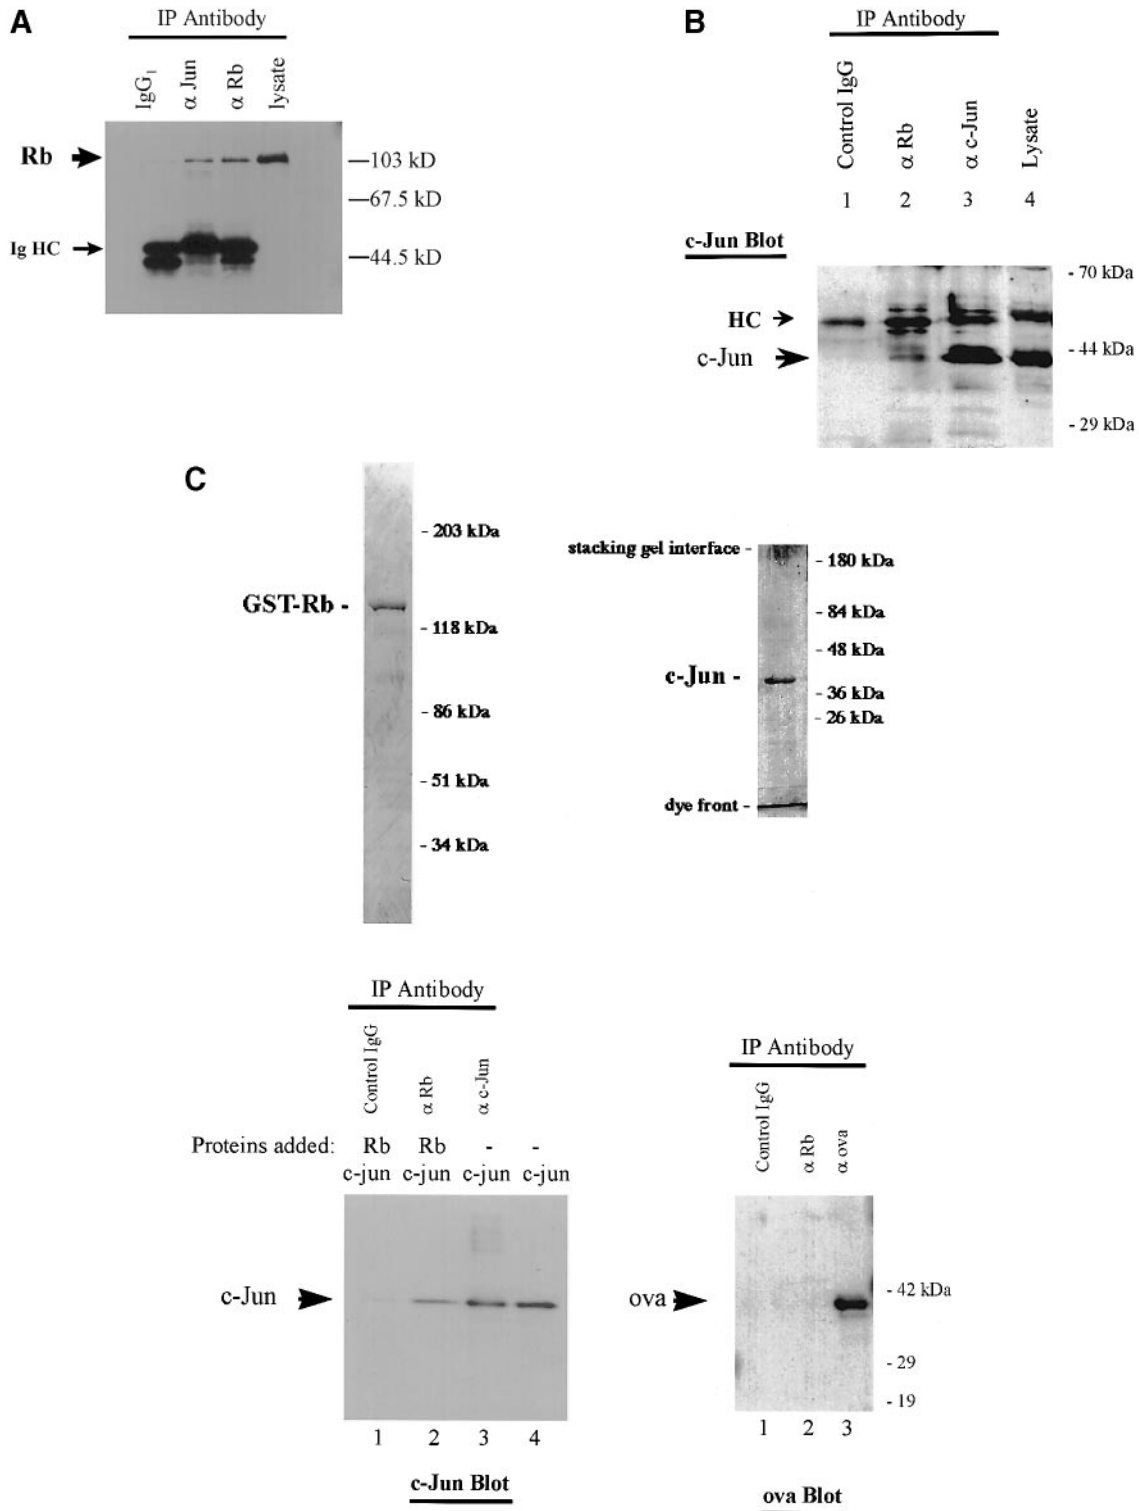 A
IP Antibody
IgG1
α Jun
α Rb
lysate
Rb
103 kD
67.5 kD
Ig HC
44.5 kD
B
IP Antibody
Control IgG
α Rb
α c-Jun
Lysate
1 2 3 4
c-Jun Blot
- 70 kDa
HC
- 44 kDa
c-Jun
- 29 kDa
C
- 203 kDa
GST-Rb -
- 118 kDa
- 86 kDa
- 51 kDa
- 34 kDa
stacking gel interface -
- 180 kDa
- 84 kDa
- 48 kDa
c-Jun -
- 36 kDa
- 26 kDa
dye front -
IP Antibody
Control IgG
α Rb
α c-Jun
Proteins added: Rb Rb - -
c-jun c-jun c-jun c-jun
c-Jun
1 2 3 4
c-Jun Blot
IP Antibody
Control IgG
α Rb
α ova
- 42 kDa
ova
- 29
- 19
1 2 3
ova Blot